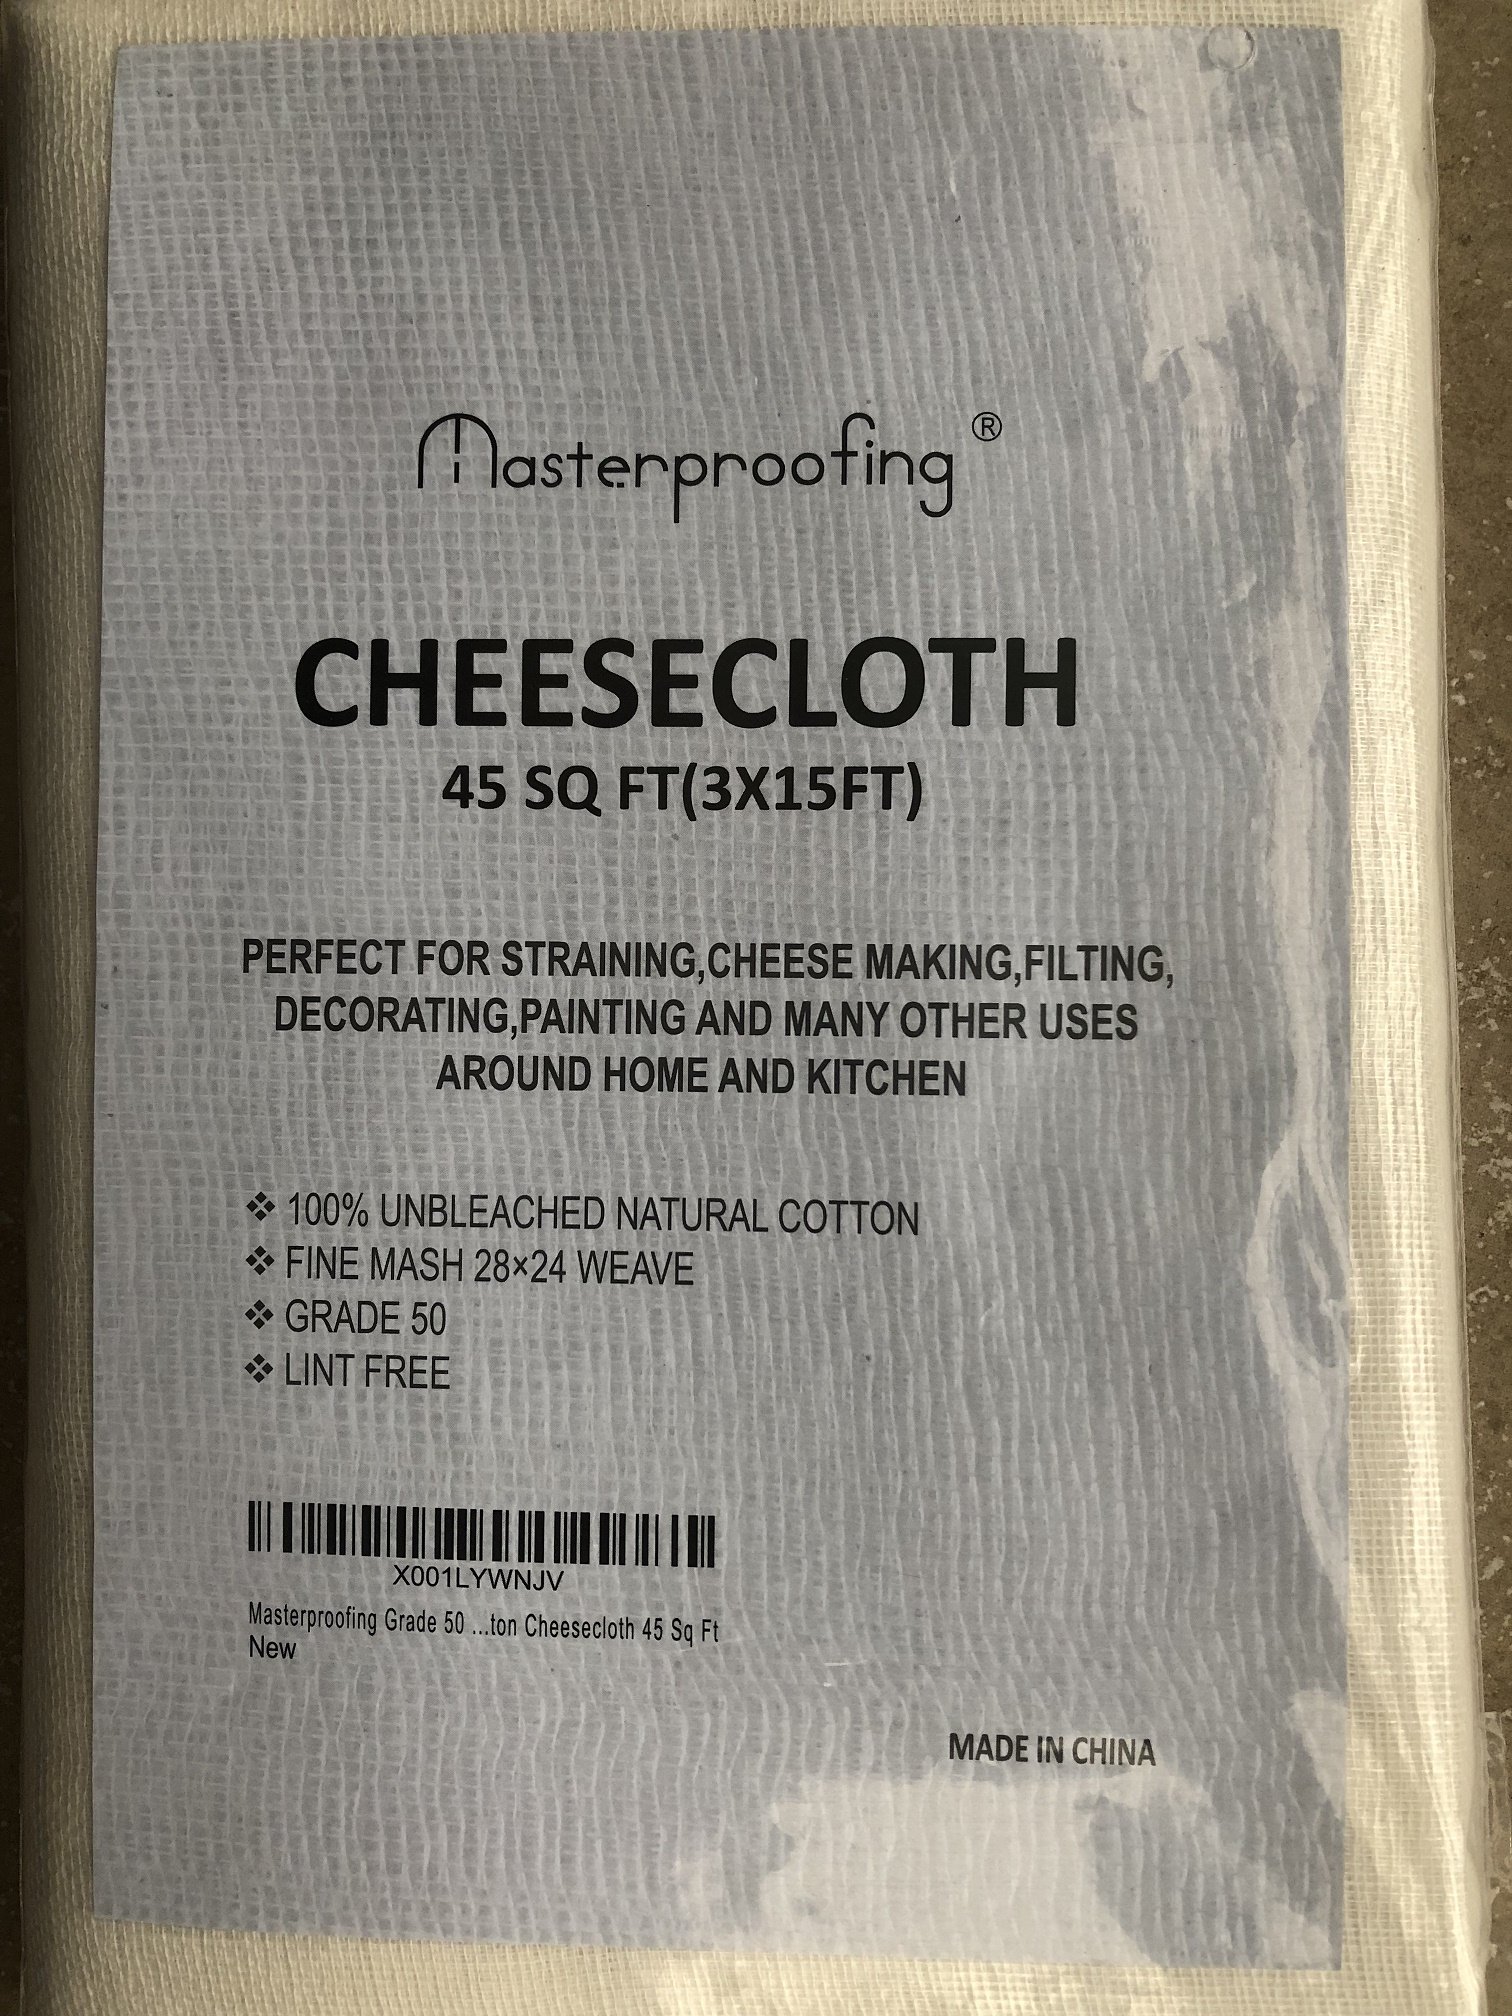 Masterproofing ®
CHEESECLOTH
45 SQ FT(3X15FT)
PERFECT FOR STRAINING,CHEESE MAKING,FILTING,
DECORATING,PAINTING AND MANY OTHER USES
AROUND HOME AND KITCHEN
❖ 100% UNBLEACHED NATURAL COTTON
❖ FINE MASH 28×24 WEAVE
❖ GRADE 50
❖ LINT FREE
X001LYWNJV
Masterproofing Grade 50 ...ton Cheesecloth 45 Sq Ft
New
MADE IN CHINA